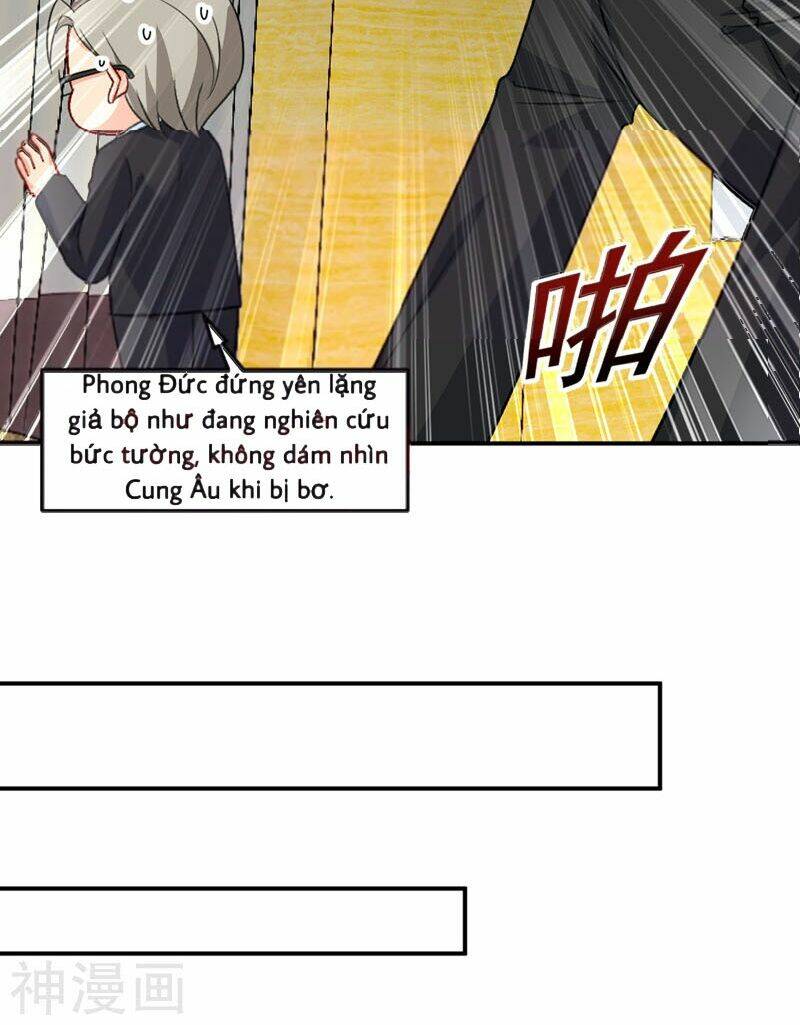 啪
Phong Đức đứng yên lặng
giả bộ như đang nghiên cứu
bức tường, không dám nhìn
Cung Âu khi bị bơ.
神漫画